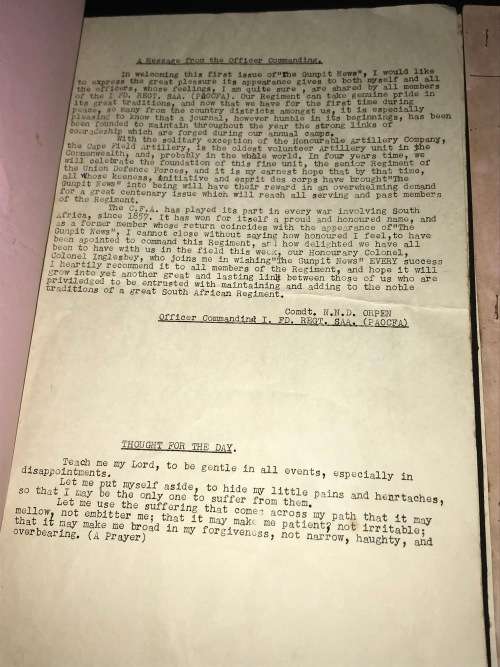 A Message from the Officer Commanding.
In welcoming this first issue of "The Gunpit News", I would like
to express the great pleasure its appearance gives to both myself and all
the officers, whose feelings, I am quite sure , are shared by all members
of the I FD. REGT. SAA. (PAOCFA). Our Regiment can take genuine pride in
its great traditions, and now that we have for the first time during
peace, so many from the country districts amongst us, it is especially
pleasing to know that a journal, however humble in its beginnings, has been
been founded to maintain throughout the year the strong links of
comradeship which are forged during our annual camps.
With the solitary exception of the Honourable Artillery Company,
the Cape Field Artillery, is the oldest volunteer Artillery unit in the
Commonwealth, and, probably in the whole world. In four years time, we
will celebrate the foundation of this fine unit, the senior Regiment of
the Union Defence Forces, and it is my earnest hope that by that time,
all whose keeness, initiative and esprit des corps have brought "The
Gunpit News" into being will have their reward in an overwhelming demand
for a great centenary issue which will reach all serving and past members
of the Regiment.
The C.F.A. has played its part in every war involving South
Africa, since 1857. It has won for itself a proud and honoured name, and
as a former member whose return coincides with the appearance of "The
Gunpit News", I cannot close without saying how honoured I feel, to have
been apointed to command this Regiment, and how delighted we have all
been to have with us in the field this week, our Honourary Colonel,
Colonel Inglesbey, who joins me in wishing "The Gunpit News" EVERY success
I heartily recommend it to all members of the Regiment, and hope it will
grow into yet another great and lasting link between those of us who are
priviledged to be entrusted with maintaining and adding to the noble
traditions of a great South African Regiment.
Comdt. N.N.D. ORPEN
Officer Commanding I. FD. REGT. SAA. (PAOCFA)
THOUGHT FOR THE DAY.
Teach me my Lord, to be gentle in all events, especially in
disappointments.
Let me put myself aside, to hide my little pains and heartaches,
so that I may be the only one to suffer from them.
Let me use the suffering that comes across my path that it may
mellow, not embitter me; that it may make me patient, not irritable;
that it may make me broad in my forgiveness, not narrow, haughty, and
overbearing. (A Prayer)